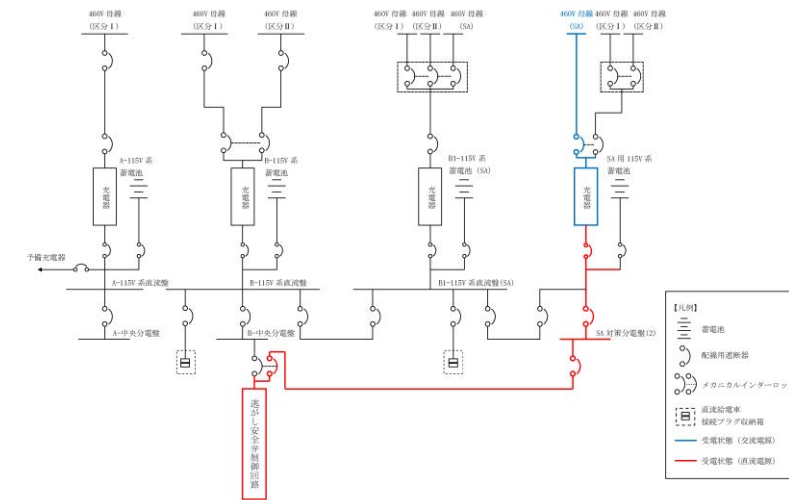 460V 母線 460V 母線 460V 母線 460V 母線 460V 母線 460V 母線 460V 母線 460V 母線 460V 母線
(区分Ⅰ) (区分Ⅰ) (区分Ⅱ) (区分Ⅰ) (区分Ⅱ) (SA) (SA) (区分Ⅰ) (区分Ⅱ)
A-115V 系
蓄電池
充電器
B-115V 系
蓄電池
充電器
B1-115V 系
蓄電池 (SA)
充電器
SA 用 115V 系
蓄電池
充電器
予備充電器
A-115V 系直流盤
B-115V 系直流盤
B1-115V 系直流盤(SA)
A-中央分電盤
B-中央分電盤
SA 対策分電盤(2)
逃がし安全弁制御回路
【凡例】
蓄電池
配線用遮断器
メカニカルインターロッ
直流給電車
接続プラグ収納箱
受電状態 (交流電源)
受電状態 (直流電源)